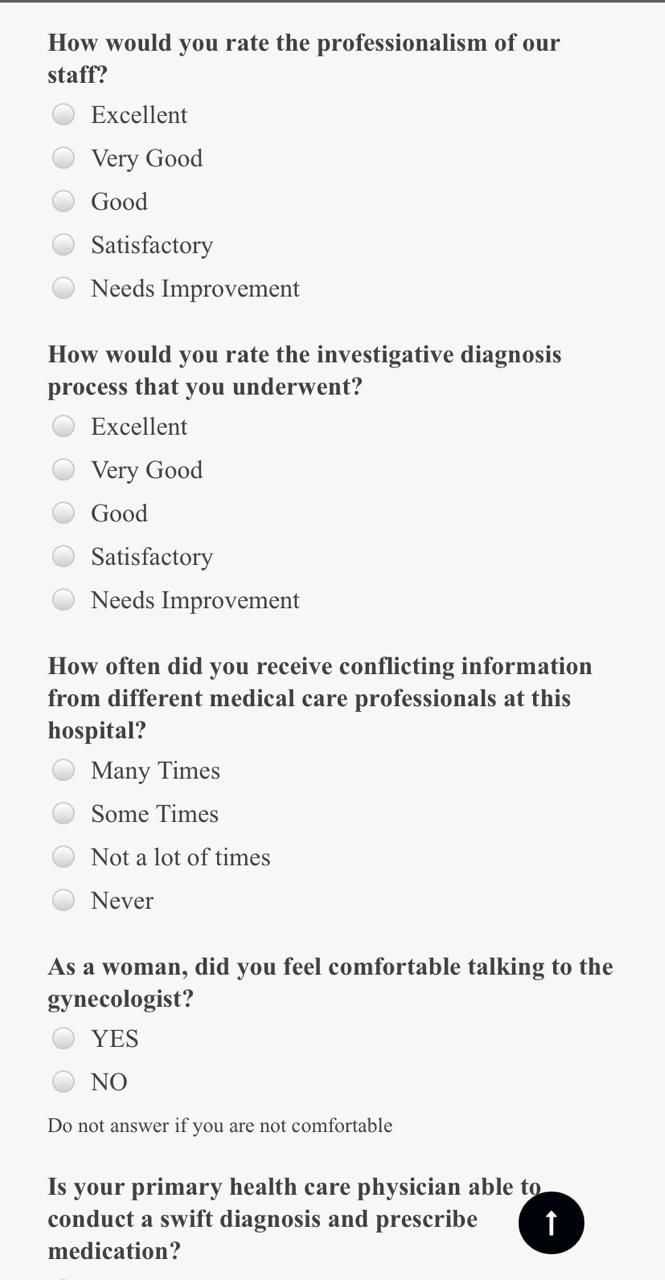 How would you rate the professionalism of our
staff?
Excellent
Very Good
Good
Satisfactory
Needs Improvement
How would you rate the investigative diagnosis
process that you underwent?
Excellent
Very Good
Good
Satisfactory
Needs Improvement
How often did you receive conflicting information
from different medical care professionals at this
hospital?
Many Times
Some Times
Not a lot of times
Never
As a woman, did you feel comfortable talking to the
gynecologist?
YES
NO
Do not answer if you are not comfortable
Is your primary health care physician able to
conduct a swift diagnosis and prescribe
medication?